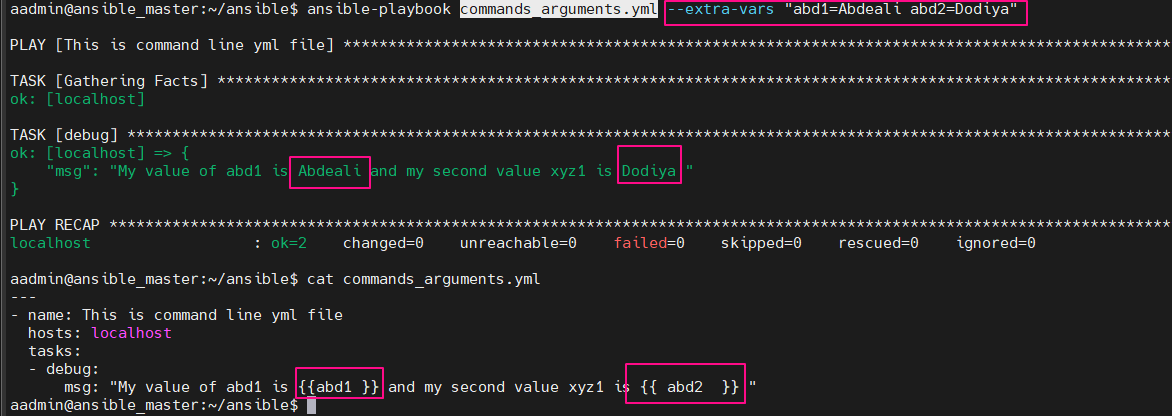 aadmin@ansible_master:~/ansible$ ansible-playbook commands_arguments.yml --extra-vars "abd1=Abdeali abd2=Dodiya"
PLAY [This is command line yml file] ********************************************************************************************
TASK [Gathering Facts] **********************************************************************************************************
ok: [localhost]
TASK [debug] ********************************************************************************************************************
ok: [localhost] => {
    "msg": "My value of abd1 is Abdeali and my second value xyz1 is Dodiya "
}
PLAY RECAP **********************************************************************************************************************
localhost                  : ok=2    changed=0    unreachable=0    failed=0    skipped=0    rescued=0    ignored=0
aadmin@ansible_master:~/ansible$ cat commands_arguments.yml
---
- name: This is command line yml file
  hosts: localhost
  tasks:
  - debug:
      msg: "My value of abd1 is {{abd1 }} and my second value xyz1 is {{ abd2  }} "
aadmin@ansible_master:~/ansible$